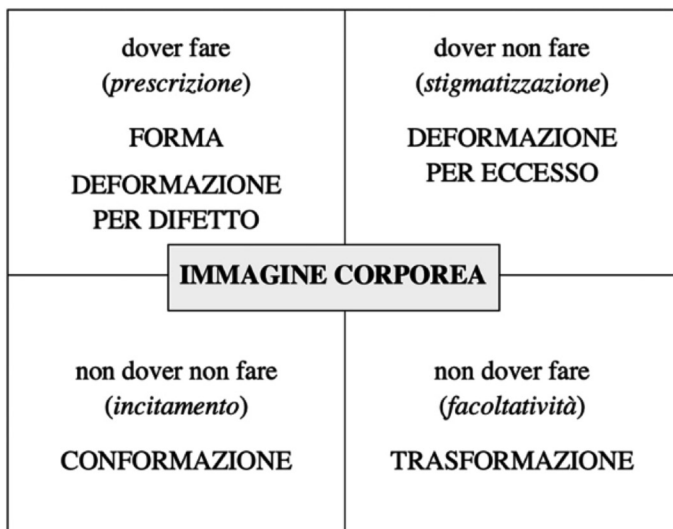 dover fare
(prescrizione)
FORMA
DEFORMAZIONE
PER DIFETTO
dover non fare
(stigmatizzazione)
DEFORMAZIONE
PER ECCESSO
IMMAGINE CORPOREA
non dover non fare
(incitamento)
CONFORMAZIONE
non dover fare
(facoltatività)
TRASFORMAZIONE